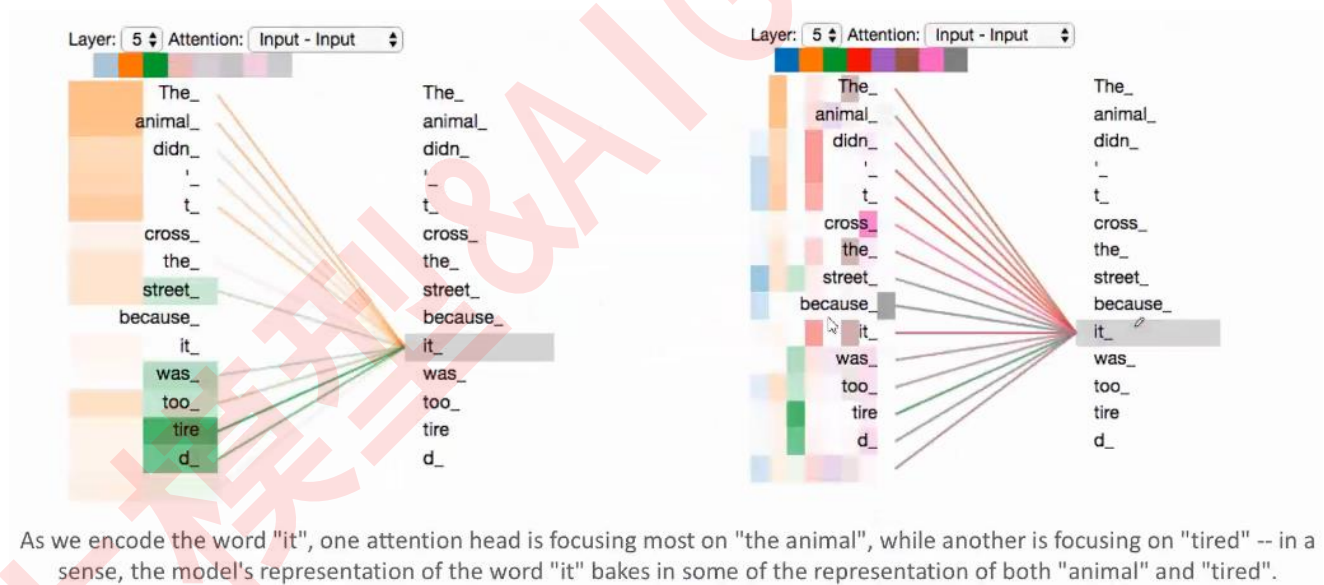 Layer: 5 Attention: Input - Input
The_ The_
animal_ animal_
didn_ didn_
'_ '_
t_ t_
cross_ cross_
the_ the_
street_ street_
because_ because_
it_ it_
was_ was_
too_ too_
tire tire
d_ d_
Layer: 5 Attention: Input - Input
The_ The_
animal_ animal_
didn_ didn_
'_ '_
t_ t_
cross_ cross_
the_ the_
street_ street_
because_ because_
it_ it_
was_ was_
too_ too_
tire tire
d_ d_
As we encode the word "it", one attention head is focusing most on "the animal", while another is focusing on "tired" -- in a
sense, the model's representation of the word "it" bakes in some of the representation of both "animal" and "tired".
模型&AIG